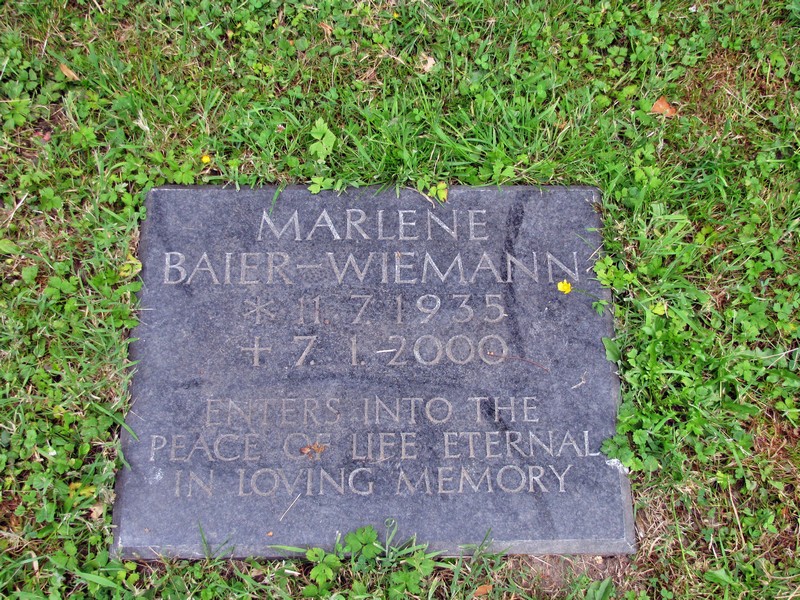 MARLENE
BAIER-WIEMANN
* 11. 7. 1935
+ 7. 1. 2000
ENTERS INTO THE
PEACE OF LIFE ETERNAL
IN LOVING MEMORY